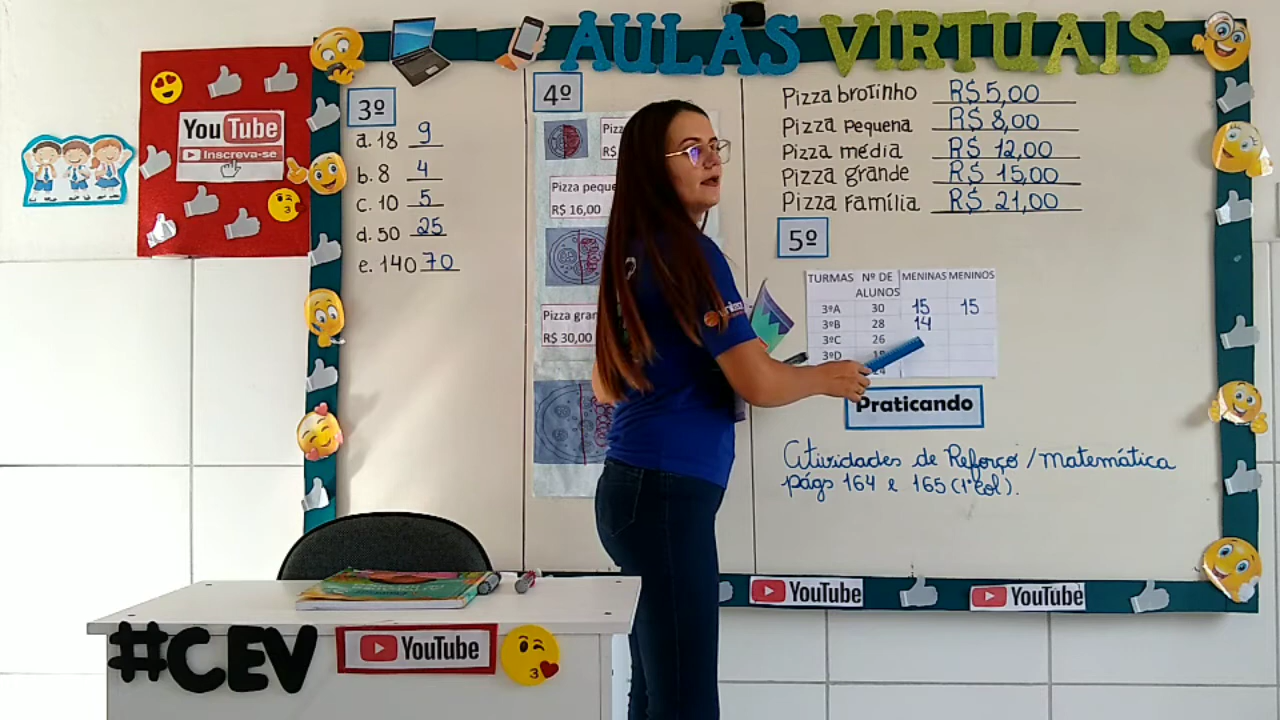 AULAS VIRTUAIS
YouTube
Inscreva-se
3º
a. 18 9
b. 8 4
c. 10 5
d. 50 25
e. 140 70
4º
R$
R$ 16,00
R$ 30,00
Pizza brotinho R$ 5,00
Pizza pequena R$ 8,00
Pizza média R$ 12,00
Pizza grande R$ 15,00
Pizza Família R$ 21,00
5º
TURMAS Nº DE ALUNOS MENINAS MENINOS
3ºA 30 15 15
3ºB 28 14
3ºC 26
3ºD
Praticando
Atividades de Reforço/matemática
págs 164 e 165 (1ª col).
YouTube
YouTube
#CEV
YouTube